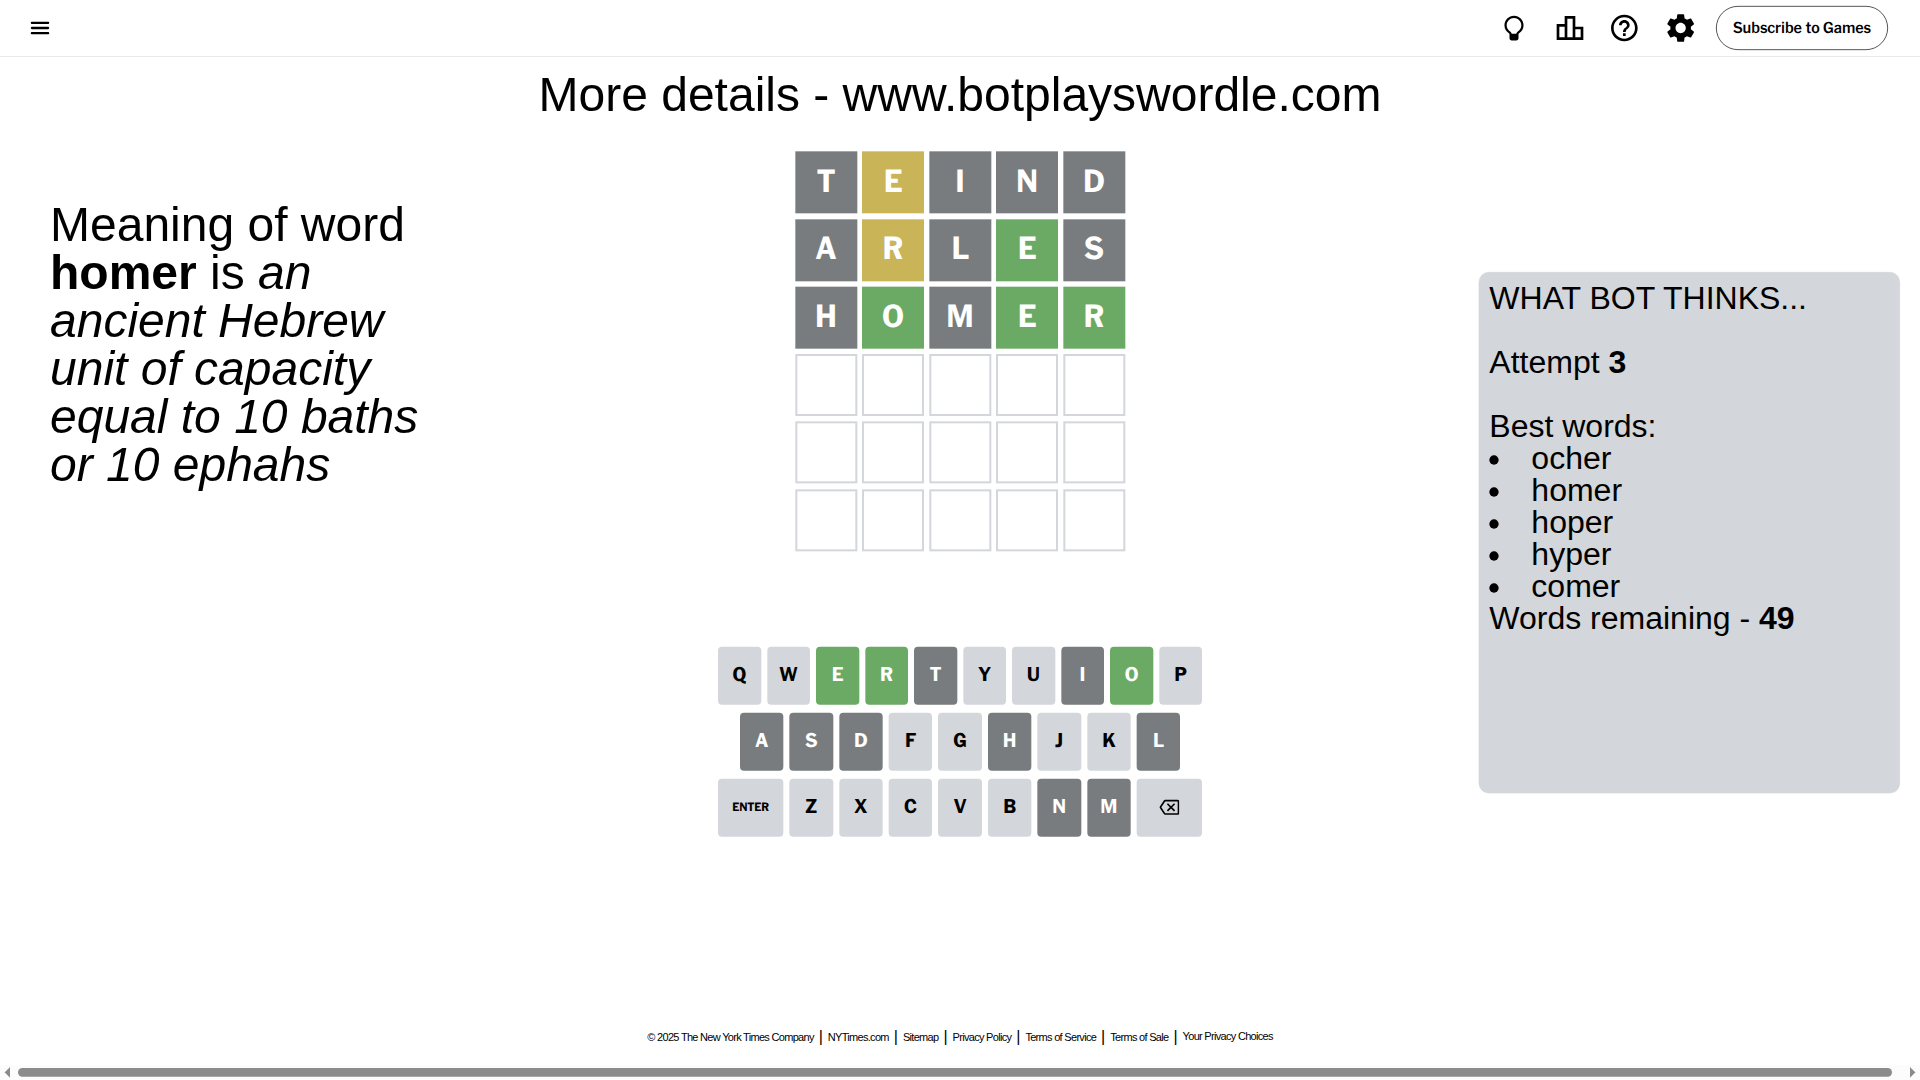 Subscribe to Games
More details - www.botplayswordle.com
Meaning of word
homer is an
ancient Hebrew
unit of capacity
equal to 10 baths
or 10 ephahs
T E I N D
A R L E S
H O M E R
WHAT BOT THINKS...
Attempt 3
Best words:
• ocher
• homer
• hoper
• hyper
• comer
Words remaining - 49
Q W E R T Y U I O P
A S D F G H J K L
ENTER Z X C V B N M
© 2025 The New York Times Company | NYTimes.com | Sitemap | Privacy Policy | Terms of Service | Terms of Sale | Your Privacy Choices